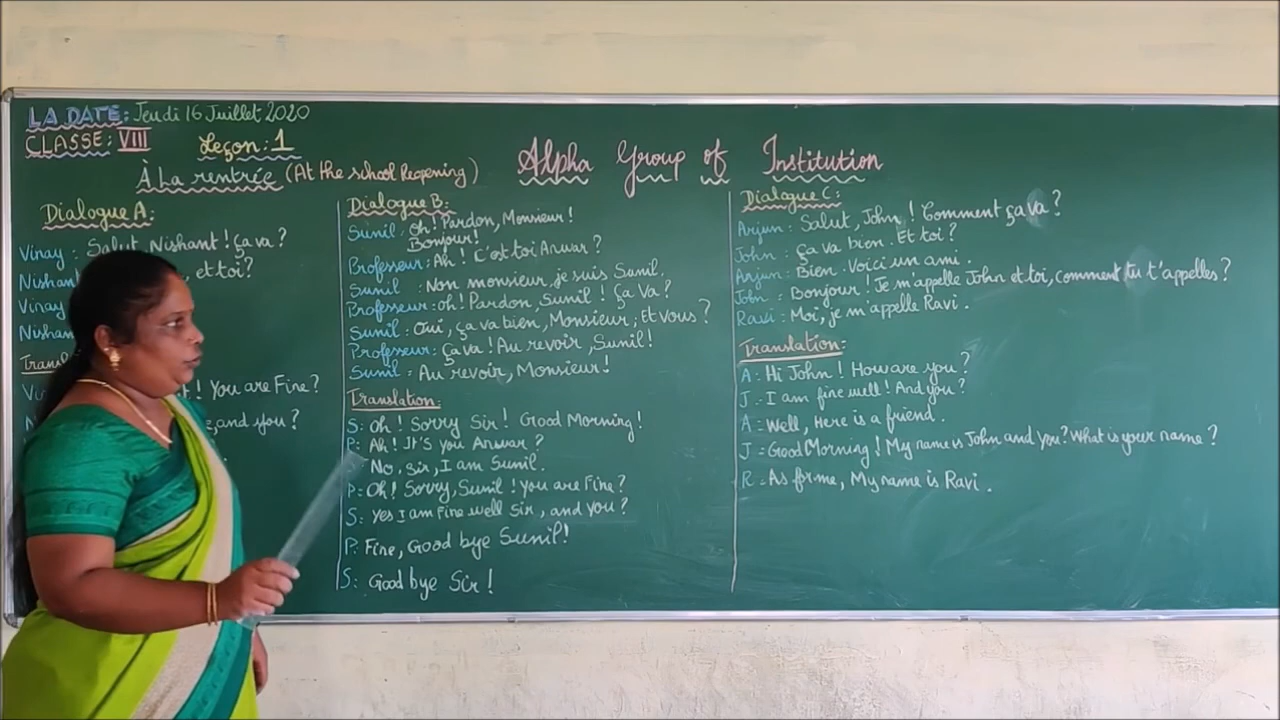 LA DATE: Jeudi 16 Juillet 2020
CLASSE: VIII
Leçon: 1
À La rentrée (At the school Reopening)
Alpha Group of Institution
Dialogue A:
Vinay: Salut, Nishant! ça va?
Nishan , et toi?
Vinay
Nishan
Trans
! You are Fine?
, and you?
Dialogue B:
Sunil: Oh! Pardon, Monsieur!
Bonjour!
Professeur: Ah! C'est toi Anwar?
Sunil: Non monsieur, je suis Sunil.
Professeur: oh! Pardon, Sunil! ça Va?
Sunil: Oui, ça va bien, Monsieur; Et vous?
Professeur: ça va! Au revoir, Sunil!
Sunil: Au revoir, Monsieur!
Translation:
S: Oh! Sorry Sir! Good Morning!
P: Ah! It's you Anwar?
No, Sir, I am Sunil.
P: Oh! Sorry, Sunil! you are Fine?
S: Yes I am Fine well Sir, and you?
P: Fine, Good bye Sunil!
S: Good bye Sir!
Dialogue C:
Arjun: Salut, John! Comment ça va?
John: ça va bien. Et toi?
Arjun: Bien. Voici un ami.
John: Bonjour! Je m'appelle John et toi, comment tu t'appelles?
Ravi: Moi, je m'appelle Ravi.
Translation:
A: Hi John! How are you?
J: I am fine well! And you?
A: Well, Here is a friend.
J: Good Morning! My name is John and you? What is your name?
R: As for me, My name is Ravi.